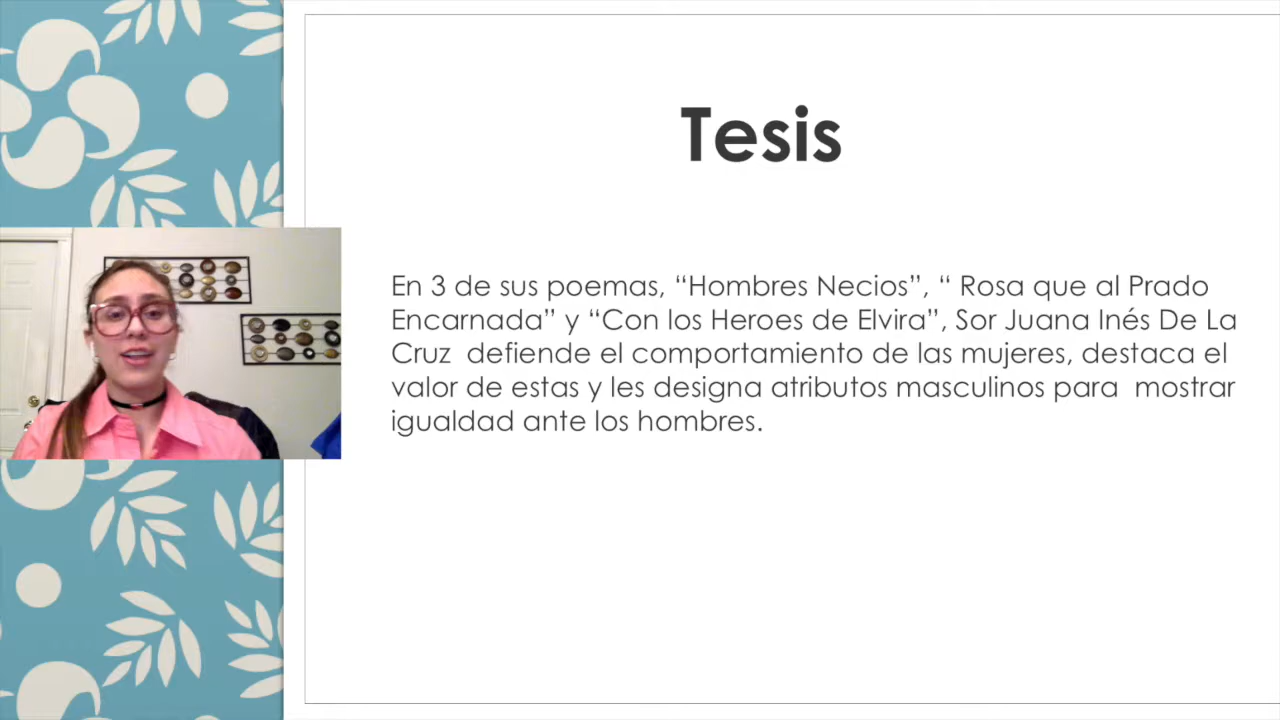 Tesis
En 3 de sus poemas, “Hombres Necios”, “ Rosa que al Prado
Encarnada” y “Con los Heroes de Elvira”, Sor Juana Inés De La
Cruz  defiende el comportamiento de las mujeres, destaca el
valor de estas y les designa atributos masculinos para  mostrar
igualdad ante los hombres.